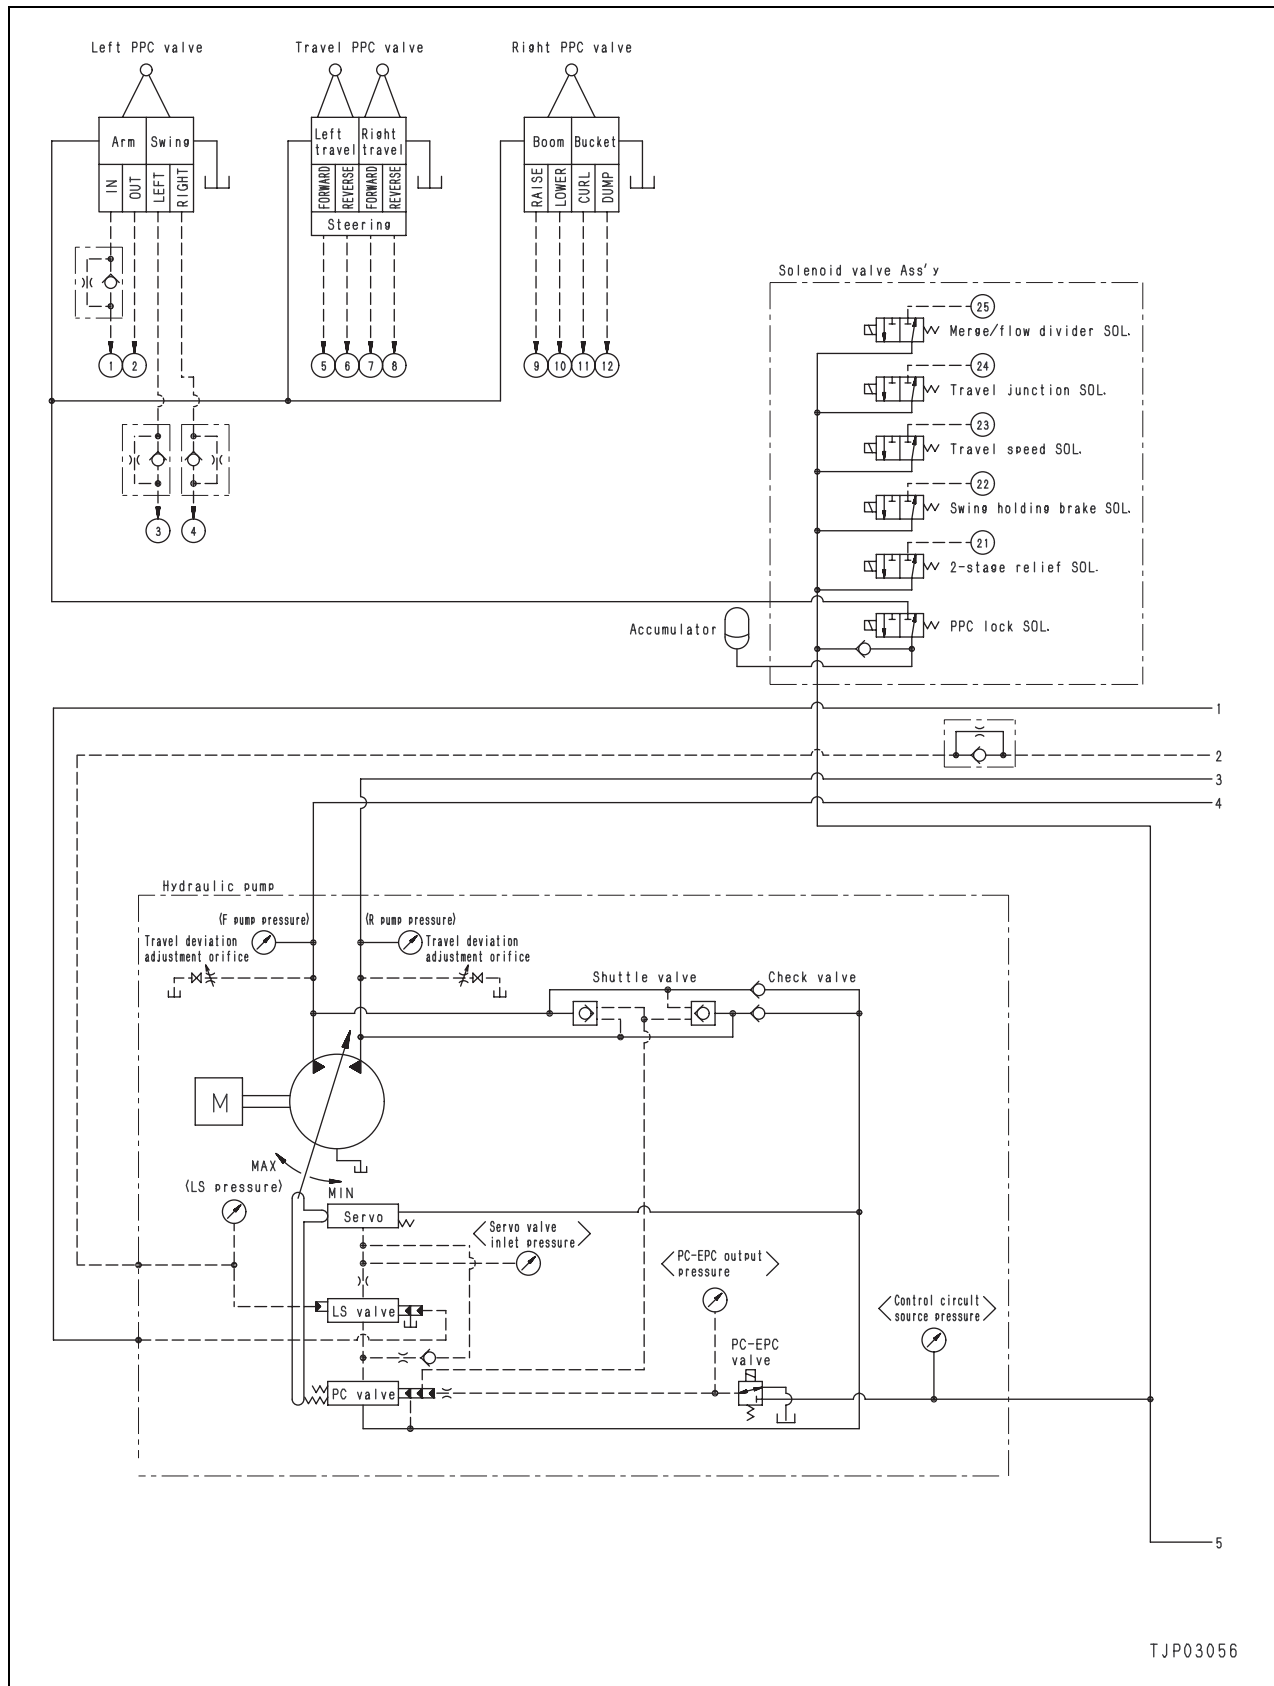 Left PPC valve
Travel PPC valve
Right PPC valve
Arm
Swing
Left travel
Right travel
Boom
Bucket
IN
OUT
LEFT
RIGHT
FORWARD
REVERSE
FORWARD
REVERSE
RAISE
LOWER
CURL
DUMP
Steering
1
2
5
6
7
8
9
10
11
12
3
4
Solenoid valve Ass'y
25
Merge/flow divider SOL.
24
Travel junction SOL.
23
Travel speed SOL.
22
Swing holding brake SOL.
21
2-stage relief SOL.
Accumulator
PPC lock SOL.
1
2
3
4
Hydraulic pump
(F pump pressure)
(R pump pressure)
Travel deviation
adjustment orifice
Travel deviation
adjustment orifice
Shuttle valve
Check valve
M
MAX
MIN
(LS pressure)
Servo
<Servo valve
inlet pressure>
<PC-EPC output
pressure>
LS valve
<Control circuit
source pressure>
PC-EPC
valve
PC valve
5
TJP03056